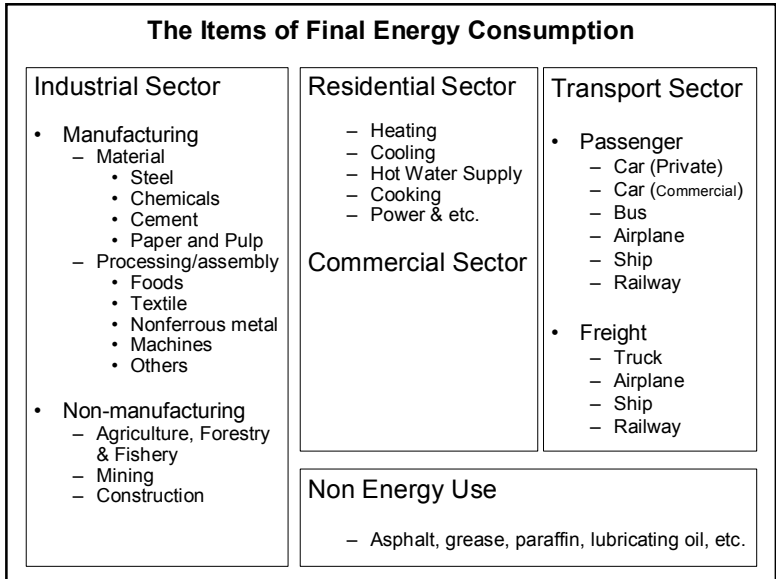 The Items of Final Energy Consumption
Industrial Sector
• Manufacturing
– Material
• Steel
• Chemicals
• Cement
• Paper and Pulp
– Processing/assembly
• Foods
• Textile
• Nonferrous metal
• Machines
• Others
• Non-manufacturing
– Agriculture, Forestry
& Fishery
– Mining
– Construction
Residential Sector
– Heating
– Cooling
– Hot Water Supply
– Cooking
– Power & etc.
Commercial Sector
Transport Sector
• Passenger
– Car (Private)
– Car (Commercial)
– Bus
– Airplane
– Ship
– Railway
• Freight
– Truck
– Airplane
– Ship
– Railway
Non Energy Use
– Asphalt, grease, paraffin, lubricating oil, etc.